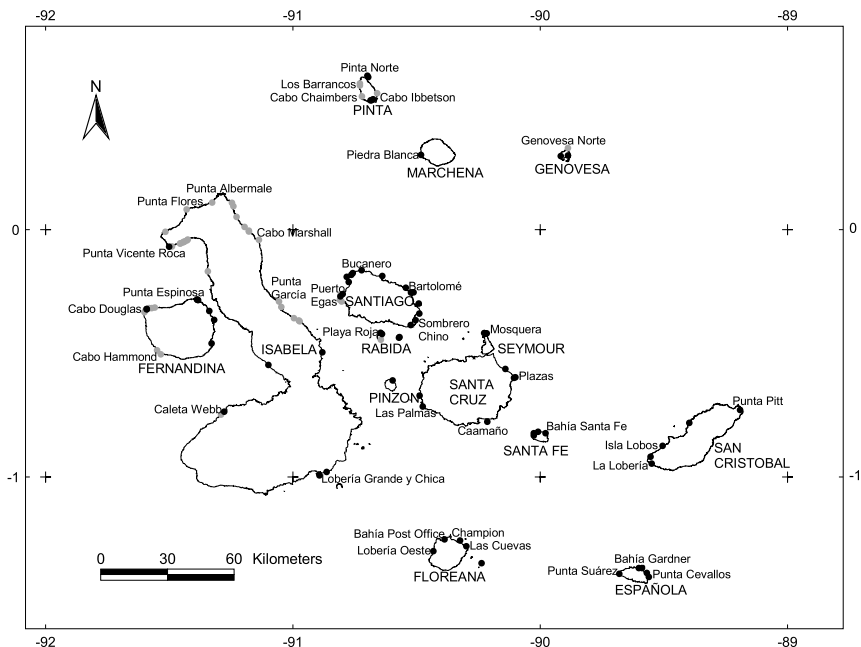 -92 -91 -90 -89
N
Pinta Norte
Los Barrancos
Cabo Chaimbers
Cabo Ibbetson
PINTA
Genovesa Norte
Piedra Blanca
MARCHENA
GENOVESA
Punta Albermale
Punta Flores
0
0
Cabo Marshall
Punta Vicente Roca
Bucanero
Punta
García
Puerto
Egas
Bartolomé
Punta Espinosa
SANTIAGO
Cabo Douglas
Sombrero
Chino
Playa Roja
Mosquera
ISABELA
RABIDA
SEYMOUR
Cabo Hammond
FERNANDINA
Plazas
SANTA
CRUZ
PINZON
Caleta Webb
Las Palmas
Punta Pitt
Caamaño
Bahía Santa Fe
SANTA FE
Isla Lobos
SAN
CRISTOBAL
La Lobería
-1
-1
Lobería Grande y Chica
Bahía Post Office
Champion
Lobería Oeste
Las Cuevas
0 30 60 Kilometers
FLOREANA
Bahía Gardner
Punta Suárez
Punta Cevallos
ESPAÑOLA
-92 -91 -90 -89